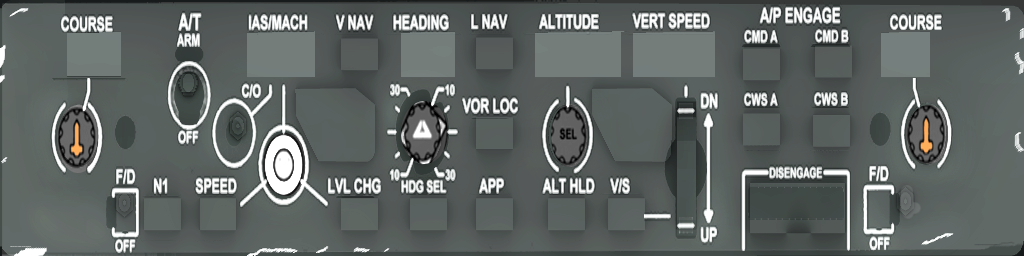 COURSE
A/T
ARM
OFF
IAS/MACH
C/O
V NAV
HEADING
L NAV
ALTITUDE
VERT SPEED
A/P ENGAGE
CMD A
CMD B
COURSE
30
10
VOR LOC
SEL
DN
CWS A
CWS B
10
30
HDG SEL
F/D
OFF
N1
SPEED
LVL CHG
APP
ALT HLD
V/S
UP
DISENGAGE
F/D
OFF